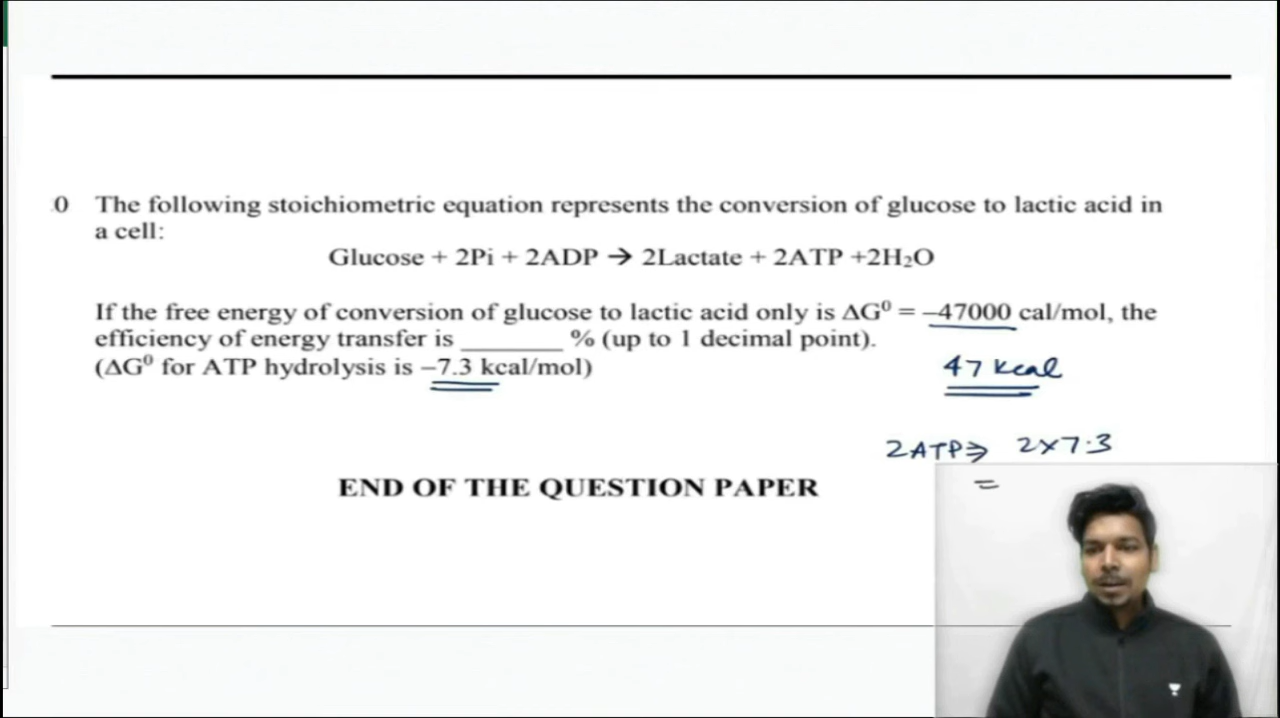 0 The following stoichiometric equation represents the conversion of glucose to lactic acid in
a cell:
Glucose + 2Pi + 2ADP → 2Lactate + 2ATP +2H₂O
If the free energy of conversion of glucose to lactic acid only is ΔG⁰ = –47000 cal/mol, the
efficiency of energy transfer is ________ % (up to 1 decimal point).
(ΔG⁰ for ATP hydrolysis is –7.3 kcal/mol)
47 Kcal
2ATP⇒ 2×7.3
=
END OF THE QUESTION PAPER